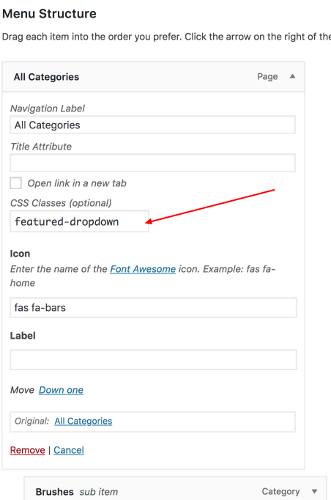 Menu Structure
Drag each item into the order you prefer. Click the arrow on the right of the
All Categories Page
Navigation Label
All Categories
Title Attribute
Open link in a new tab
CSS Classes (optional)
featured-dropdown
Icon
Enter the name of the Font Awesome icon. Example: fas fa-
home
fas fa-bars
Label
Move Down one
Original: All Categories
Remove | Cancel
Brushes sub item Category